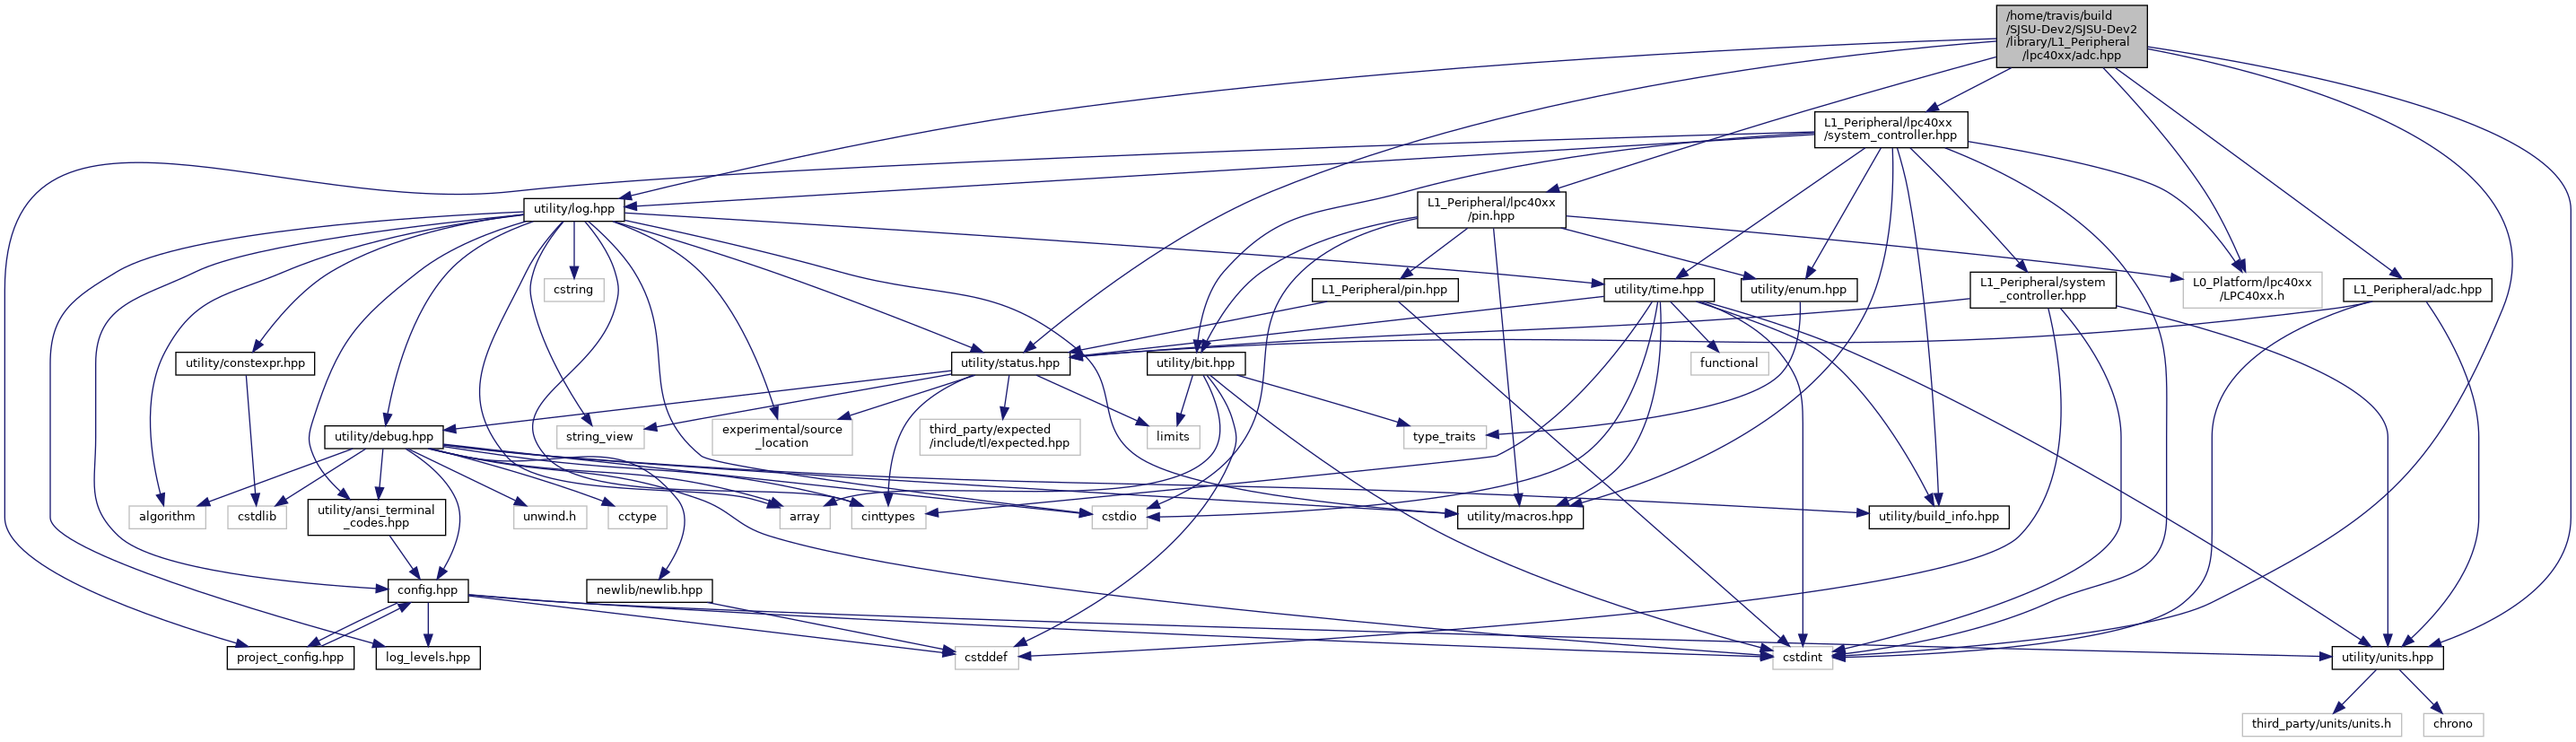 /home/travis/build
/SJSU-Dev2/SJSU-Dev2
/library/L1_Peripheral
/lpc40xx/adc.hpp
L1_Peripheral/lpc40xx
/system_controller.hpp
utility/log.hpp
L1_Peripheral/lpc40xx
/pin.hpp
cstring
L1_Peripheral/pin.hpp
utility/time.hpp
utility/enum.hpp
L1_Peripheral/system
_controller.hpp
L0_Platform/lpc40xx
/LPC40xx.h
L1_Peripheral/adc.hpp
utility/constexpr.hpp
utility/status.hpp
utility/bit.hpp
functional
utility/debug.hpp
string_view
experimental/source
_location
third_party/expected
/include/tl/expected.hpp
limits
type_traits
algorithm
cstdlib
utility/ansi_terminal
_codes.hpp
unwind.h
cctype
array
cinttypes
cstdio
utility/macros.hpp
utility/build_info.hpp
config.hpp
newlib/newlib.hpp
project_config.hpp
log_levels.hpp
cstddef
cstdint
utility/units.hpp
third_party/units/units.h
chrono